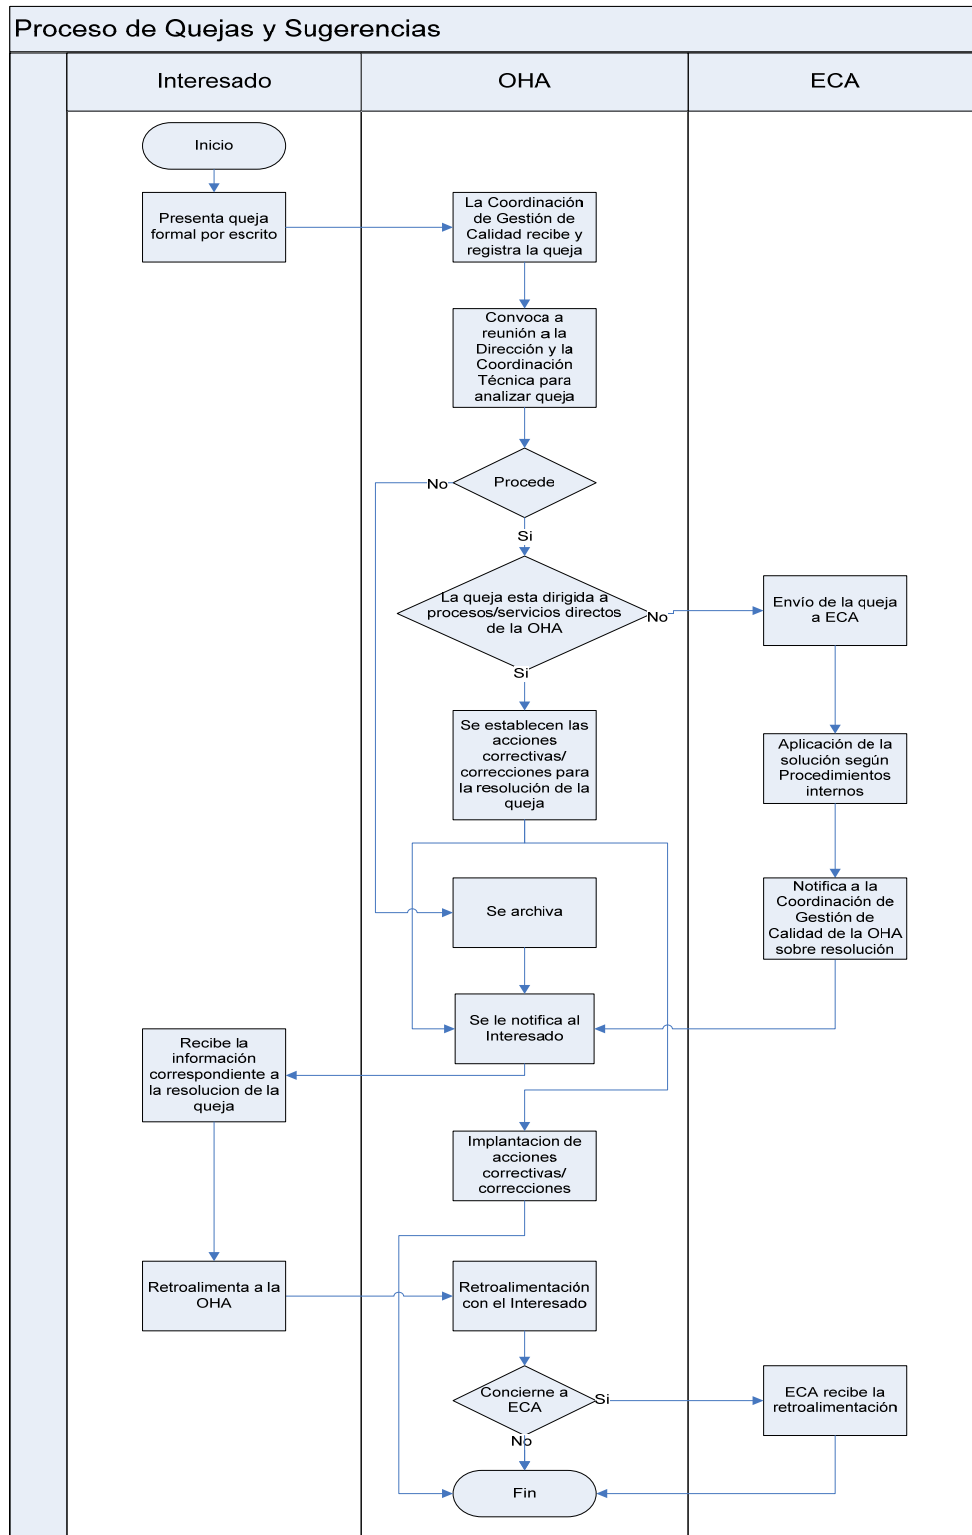 Proceso de Quejas y Sugerencias
Interesado
OHA
ECA
Inicio
Presenta queja
formal por escrito
La Coordinación
de Gestión de
Calidad recibe y
registra la queja
Convoca a
reunión a la
Dirección y la
Coordinación
Técnica para
analizar queja
Procede
No
Si
La queja esta dirigida a
procesos/servicios directos
de la OHA
No
Si
Envío de la queja
a ECA
Se establecen las
acciones
correctivas/
correcciones para
la resolución de la
queja
Aplicación de la
solución según
Procedimientos
internos
Se archiva
Notifica a la
Coordinación de
Gestión de
Calidad de la OHA
sobre resolución
Se le notifica al
Interesado
Recibe la
información
correspondiente a
la resolucion de la
queja
Implantacion de
acciones
correctivas/
correcciones
Retroalimenta a la
OHA
Retroalimentación
con el Interesado
Concierne a
ECA
Si
No
ECA recibe la
retroalimentación
Fin